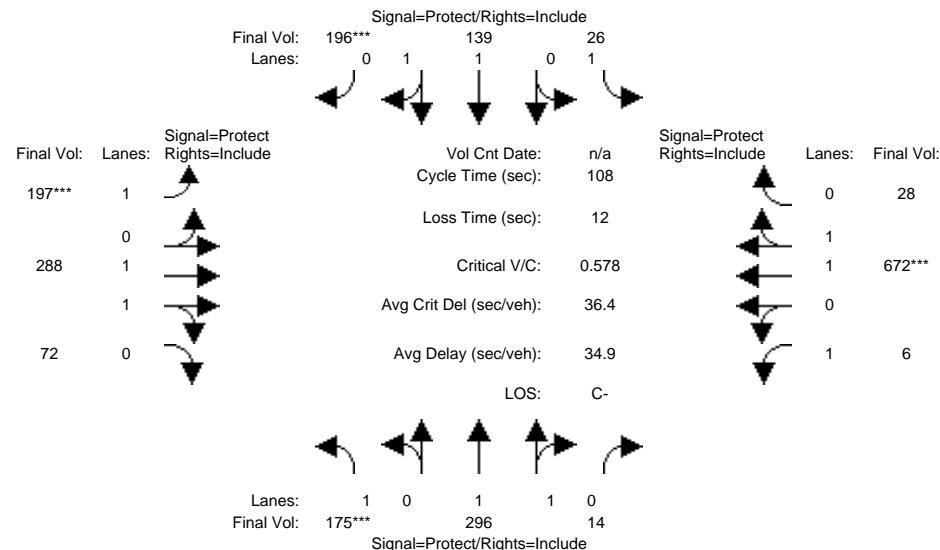 Signal=Protect/Rights=Include
Final Vol: 196*** 139 26
Lanes: 0 1 1 0 1
Signal=Protect
Final Vol: Lanes: Rights=Include
Vol Cnt Date: n/a
Signal=Protect
Rights=Include Lanes: Final Vol:
Cycle Time (sec): 108
197*** 1
0 28
Loss Time (sec): 12
0
1
288 1
Critical V/C: 0.578
1 672***
1
Avg Crit Del (sec/veh): 36.4
0
72 0
Avg Delay (sec/veh): 34.9
1 6
LOS: C-
Lanes: 1 0 1 1 0
Final Vol: 175*** 296 14
Signal=Protect/Rights=Include